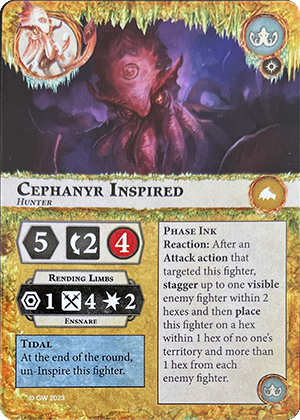 Cephanyr Inspired
Hunter
5 2 4
Rending Limbs
1 4 2
Ensnare
Tidal
At the end of the round,
un-Inspire this fighter.
Phase Ink
Reaction: After an
Attack action that
targeted this fighter,
stagger up to one visible
enemy fighter within 2
hexes and then place
this fighter on a hex
within 1 hex of no one's
territory and more than
1 hex from each
enemy fighter.
© GW 2023